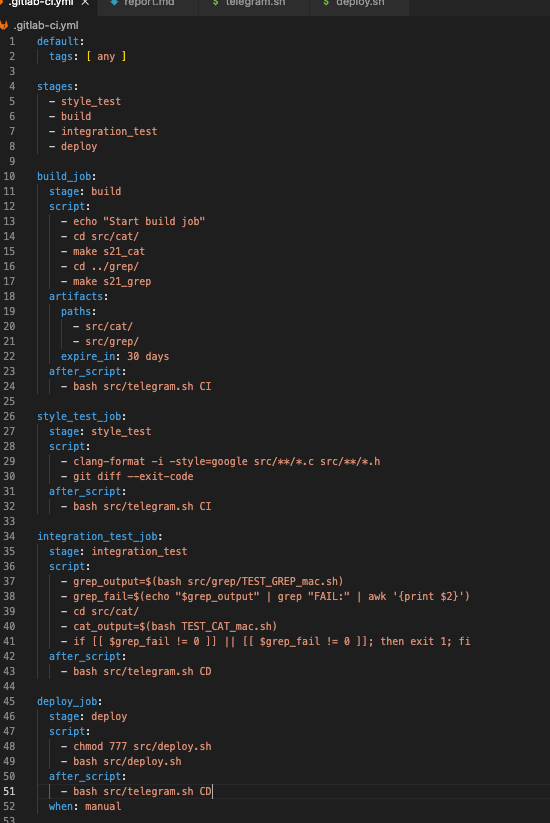 .gitlab-ci.yml X report.md $ telegram.sh $ deploy.sh
.gitlab-ci.yml
1 default:
2   tags: [ any ]
3
4 stages:
5   - style_test
6   - build
7   - integration_test
8   - deploy
9
10 build_job:
11   stage: build
12   script:
13     - echo "Start build job"
14     - cd src/cat/
15     - make s21_cat
16     - cd ../grep/
17     - make s21_grep
18   artifacts:
19     paths:
20       - src/cat/
21       - src/grep/
22     expire_in: 30 days
23   after_script:
24     - bash src/telegram.sh CI
25
26 style_test_job:
27   stage: style_test
28   script:
29     - clang-format -i -style=google src/**/*.c src/**/*.h
30     - git diff --exit-code
31   after_script:
32     - bash src/telegram.sh CI
33
34 integration_test_job:
35   stage: integration_test
36   script:
37     - grep_output=$(bash src/grep/TEST_GREP_mac.sh)
38     - grep_fail=$(echo "$grep_output" | grep "FAIL:" | awk '{print $2}')
39     - cd src/cat/
40     - cat_output=$(bash TEST_CAT_mac.sh)
41     - if [[ $grep_fail != 0 ]] || [[ $grep_fail != 0 ]]; then exit 1; fi
42   after_script:
43     - bash src/telegram.sh CD
44
45 deploy_job:
46   stage: deploy
47   script:
48     - chmod 777 src/deploy.sh
49     - bash src/deploy.sh
50   after_script:
51     - bash src/telegram.sh CD
52   when: manual
53